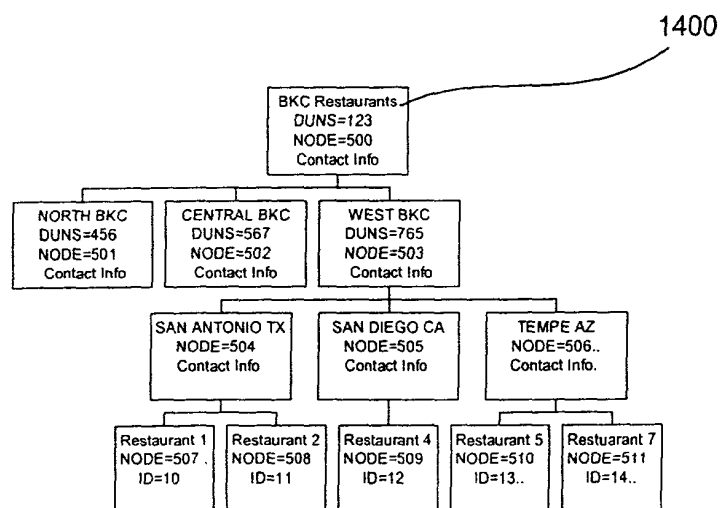 1400
BKC Restaurants
DUNS=123
NODE=500
Contact Info
NORTH BKC
DUNS=456
NODE=501
Contact Info
CENTRAL BKC
DUNS=567
NODE=502
Contact Info
WEST BKC
DUNS=765
NODE=503
Contact Info
SAN ANTONIO TX
NODE=504
Contact Info
SAN DIEGO CA
NODE=505
Contact Info
TEMPE AZ
NODE=506..
Contact Info.
Restaurant 1
NODE=507 .
ID=10
Restaurant 2
NODE=508
ID=11
Restaurant 4
NODE=509
ID=12
Restaurant 5
NODE=510
ID=13..
Restuarant 7
NODE=511
ID=14..